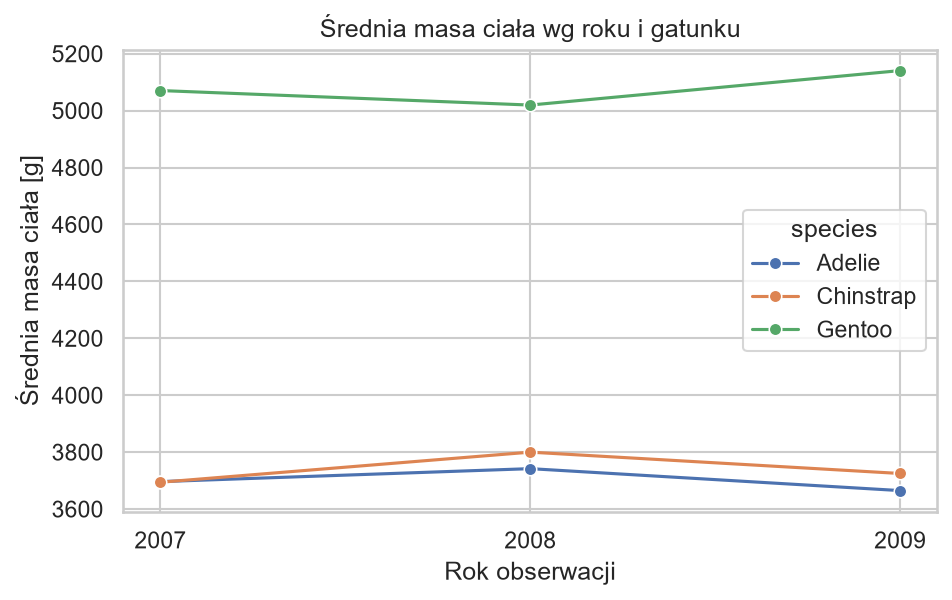 Średnia masa ciała wg roku i gatunku
Średnia masa ciała [g]
5200
5000
4800
4600
4400
4200
4000
3800
3600
species
Adelie
Chinstrap
Gentoo
2007 2008 2009
Rok obserwacji